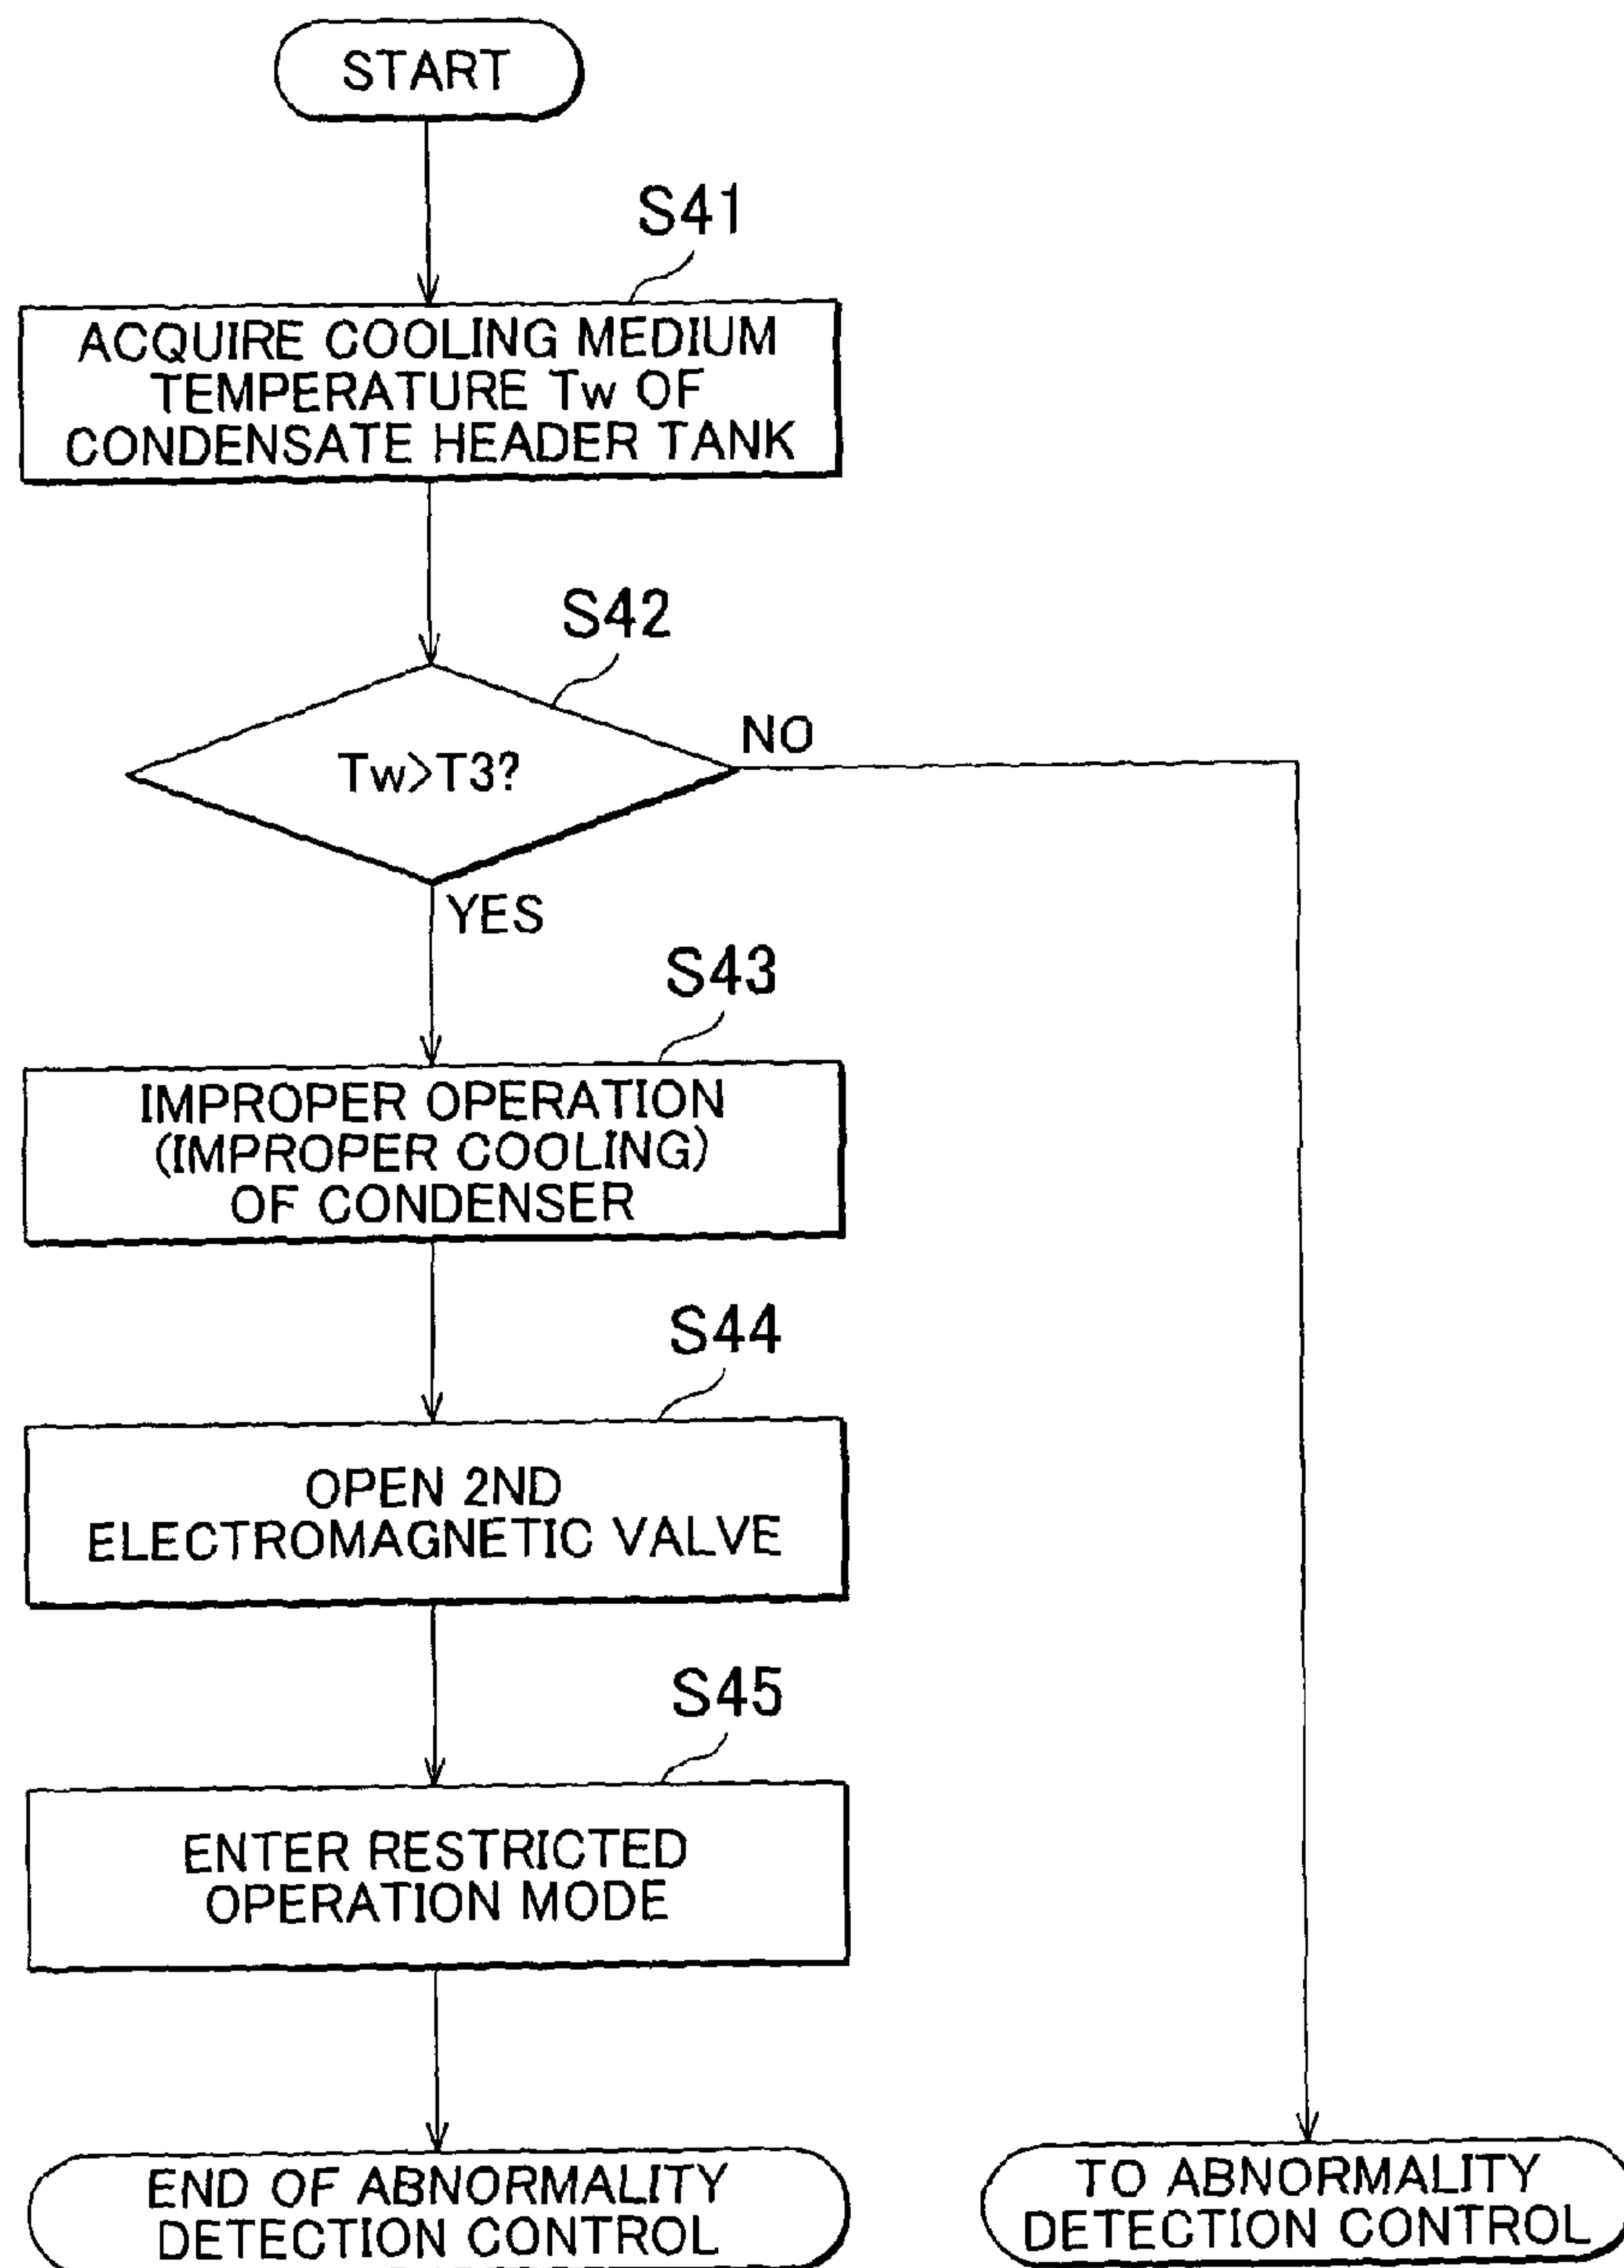 START
S41
ACQUIRE COOLING MEDIUM
TEMPERATURE Tw OF
CONDENSATE HEADER TANK
S42
Tw>T3?
NO
YES
S43
IMPROPER OPERATION
(IMPROPER COOLING)
OF CONDENSER
S44
OPEN 2ND
ELECTROMAGNETIC VALVE
S45
ENTER RESTRICTED
OPERATION MODE
END OF ABNORMALITY
DETECTION CONTROL
TO ABNORMALITY
DETECTION CONTROL